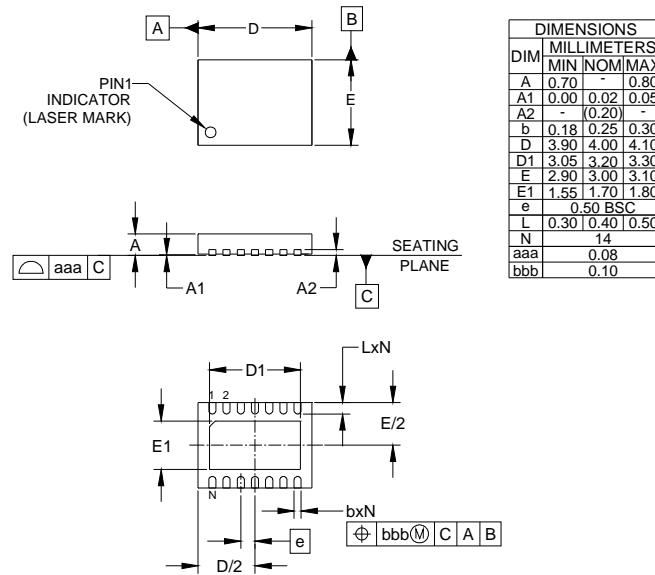 A
D
B
PIN1
INDICATOR
(LASER MARK)
E
A
SEATING
PLANE
aaa C
A1
A2
C
LxN
D1
1 2
E/2
E1
N
bxN
e
bbb Ⓜ C A B
D/2
DIMENSIONS
DIM MILLIMETERS
MIN NOM MAX
A 0.70 - 0.80
A1 0.00 0.02 0.05
A2 - (0.20) -
b 0.18 0.25 0.30
D 3.90 4.00 4.10
D1 3.05 3.20 3.30
E 2.90 3.00 3.10
E1 1.55 1.70 1.80
e 0.50 BSC
L 0.30 0.40 0.50
N 14
aaa 0.08
bbb 0.10